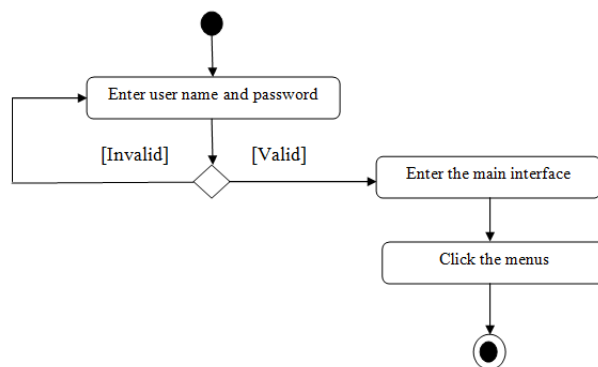 Enter user name and password
[Invalid]
[Valid]
Enter the main interface
Click the menus